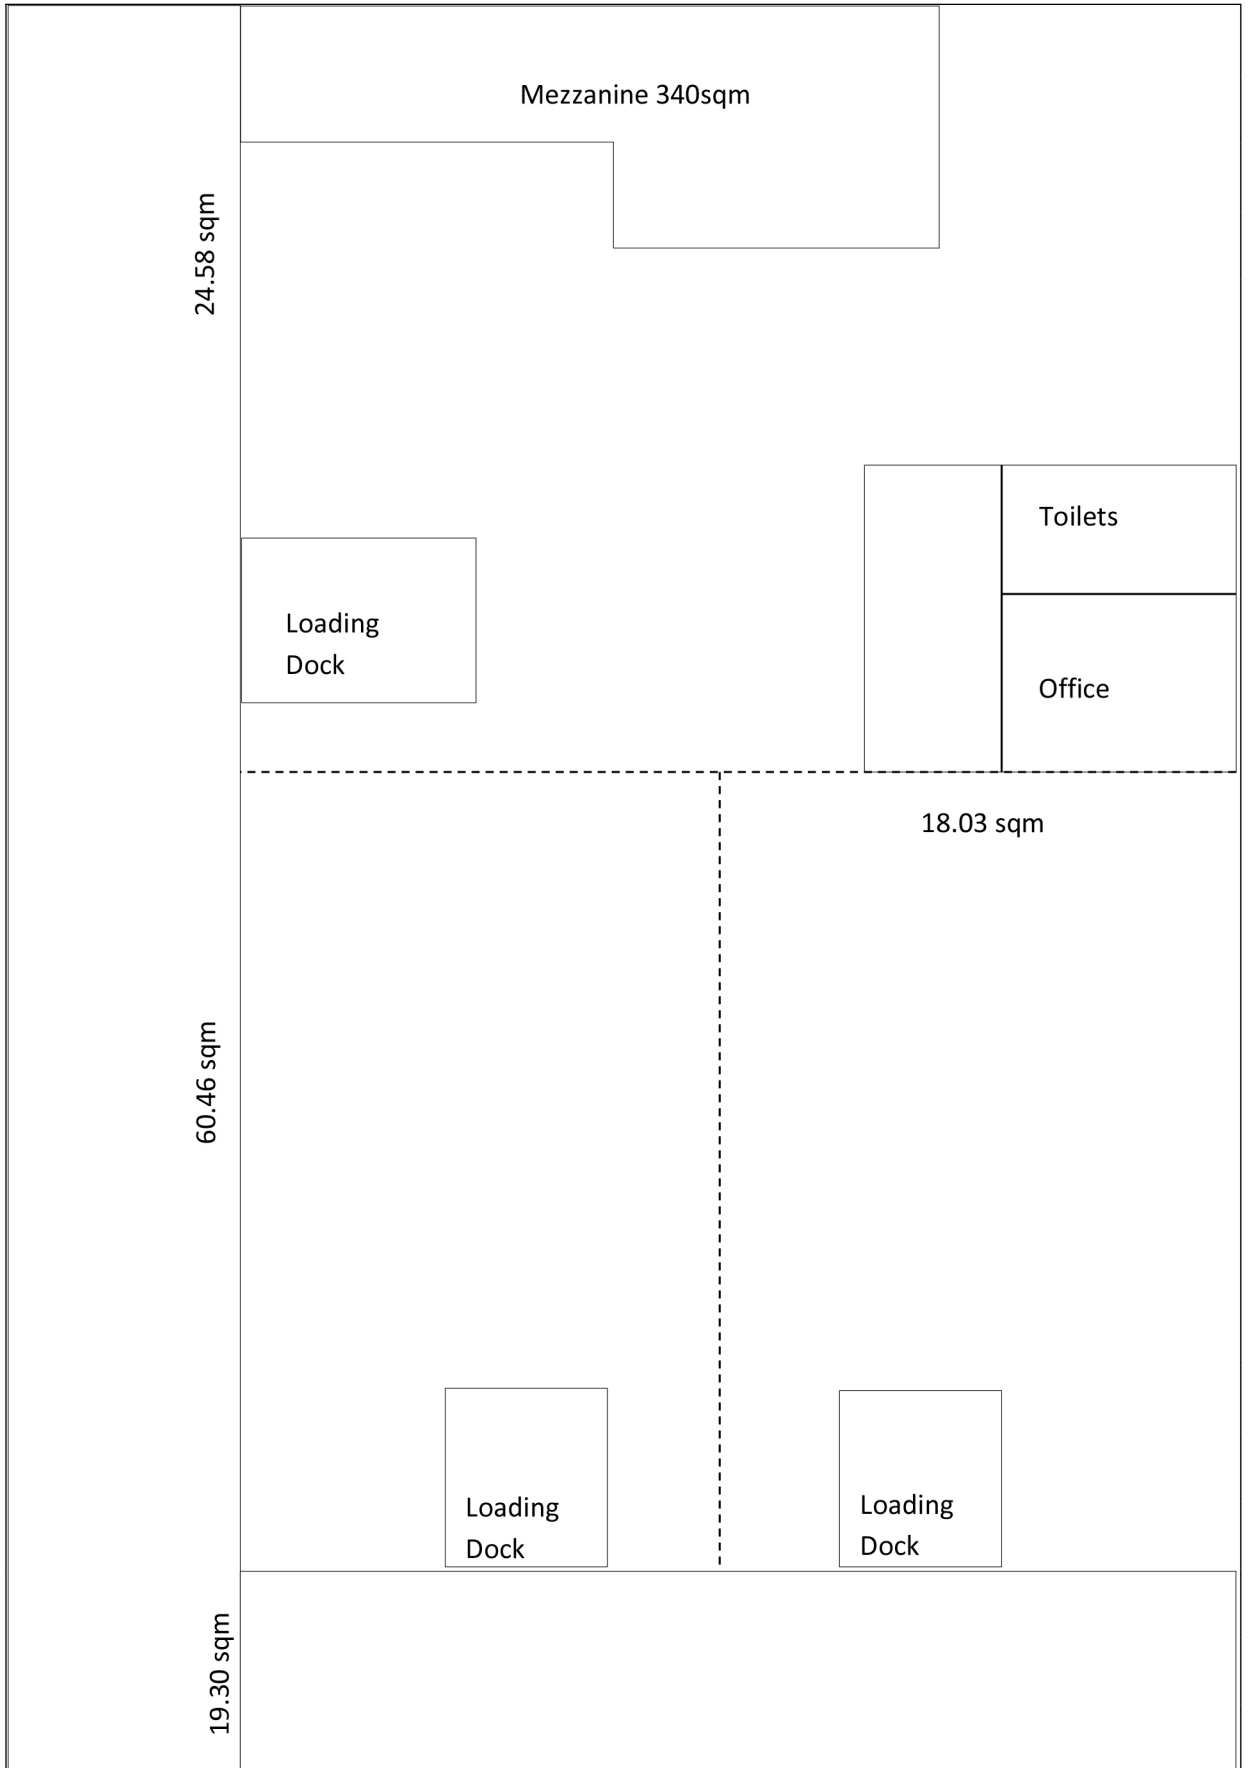 Mezzanine 340sqm
24.58 sqm
Toilets
Loading
Dock
Office
18.03 sqm
60.46 sqm
Loading
Dock
Loading
Dock
19.30 sqm